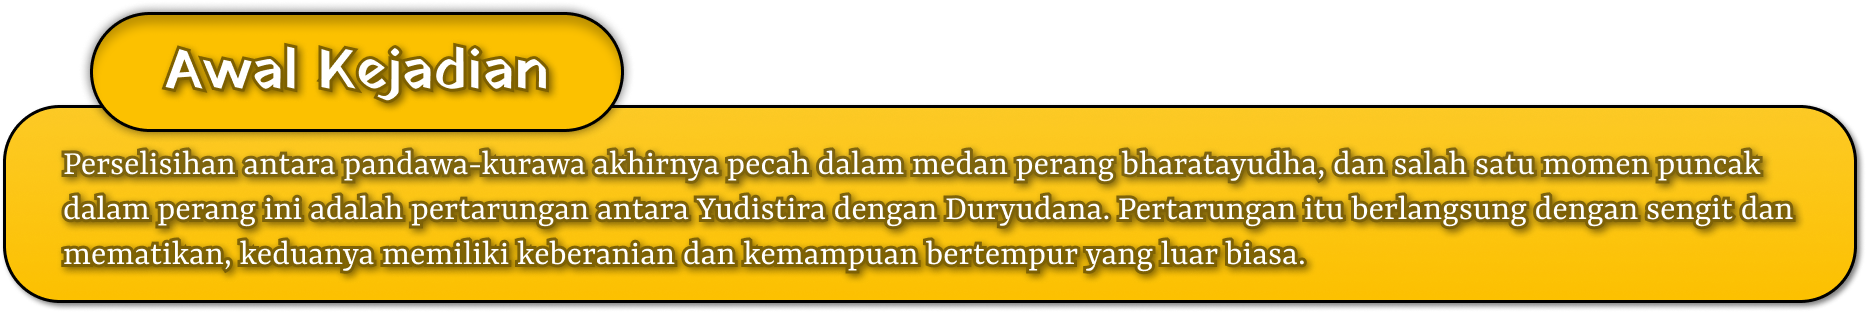 Awal Kejadian
Perselisihan antara pandawa-kurawa akhirnya pecah dalam medan perang bharatayudha, dan salah satu momen puncak
dalam perang ini adalah pertarungan antara Yudistira dengan Duryudana. Pertarungan itu berlangsung dengan sengit dan
mematikan, keduanya memiliki keberanian dan kemampuan bertempur yang luar biasa.